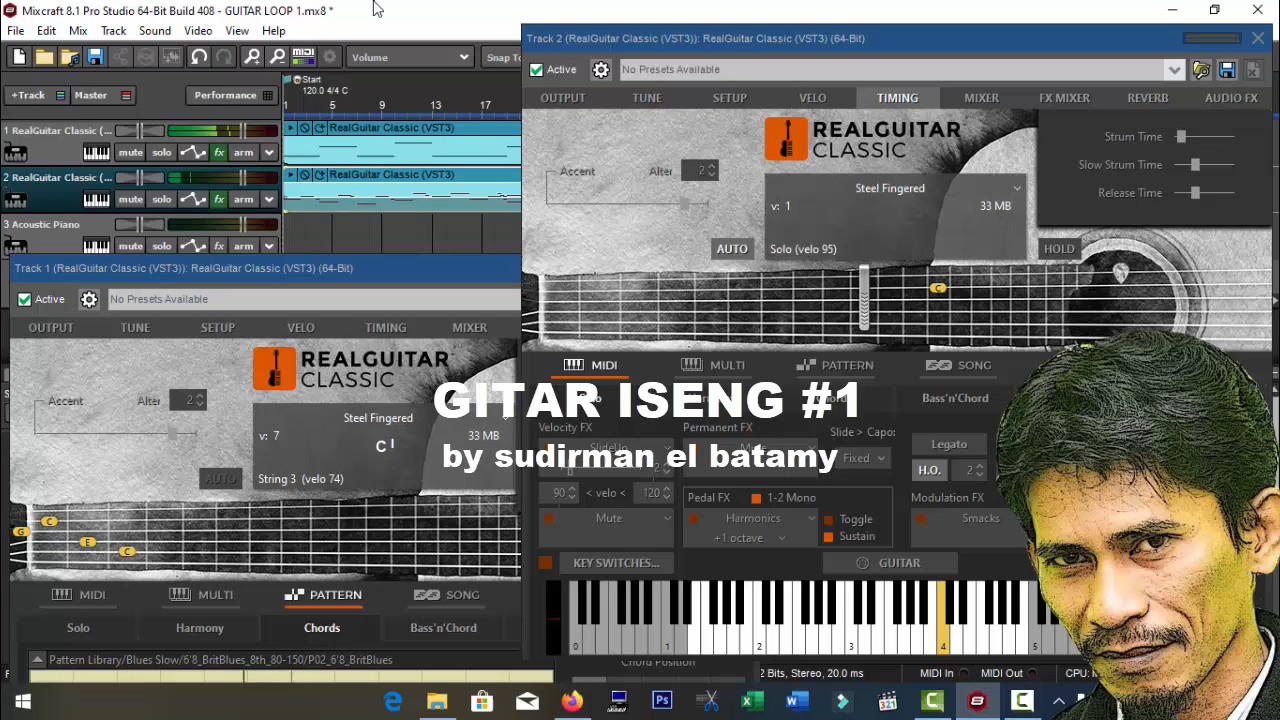 Mixcraft 8.1 Pro Studio 64-Bit Build 408 - GUITAR LOOP 1.mx8 *
File Edit Mix Track Sound Video View Help
midi Volume Snap To
+Track Master Performance
Start
120.0 4/4 C
1 5 9 13 17
1 RealGuitar Classic (...
RealGuitar Classic (VST3)
mute solo fx arm
2 RealGuitar Classic (...
RealGuitar Classic (VST3)
mute solo fx arm
3 Acoustic Piano
mute solo fx arm
Track 2 (RealGuitar Classic (VST3)): RealGuitar Classic (VST3) (64-Bit)
Active No Presets Available
OUTPUT TUNE SETUP VELO TIMING MIXER FX MIXER REVERB AUDIO FX
REALGUITAR
CLASSIC
Strum Time
Slow Strum Time
Release Time
Accent Alter 2
Steel Fingered
v: 1 33 MB
AUTO Solo (velo 95) HOLD
C
MIDI MULTI PATTERN SONG
Bass'n'Chord
Velocity FX Permanent FX Slide > Capo:
SlideUp Fixed Legato
H.O. 2
90 < velo < 120
Mute
Pedal FX 1-2 Mono
Harmonics
+1 octave
Toggle
Sustain
Modulation FX
Smacks
KEY SWITCHES... GUITAR
0 1 2 3 4 5
Chord Position
2 Bits, Stereo, 20.0 ms MIDI In MIDI Out CPU:
Track 1 (RealGuitar Classic (VST3)): RealGuitar Classic (VST3) (64-Bit)
Active No Presets Available
OUTPUT TUNE SETUP VELO TIMING MIXER
REALGUITAR
CLASSIC
Accent Alter 2
Steel Fingered
v: 7 33 MB
C
AUTO String 3 (velo 74)
G C E C
MIDI MULTI PATTERN SONG
Solo Harmony Chords Bass'n'Chord
Pattern Library/Blues Slow/6'8_BritBlues_8th_80-150/P02_6'8_BritBlues
GITAR ISENG #1
by sudirman el batamy
321